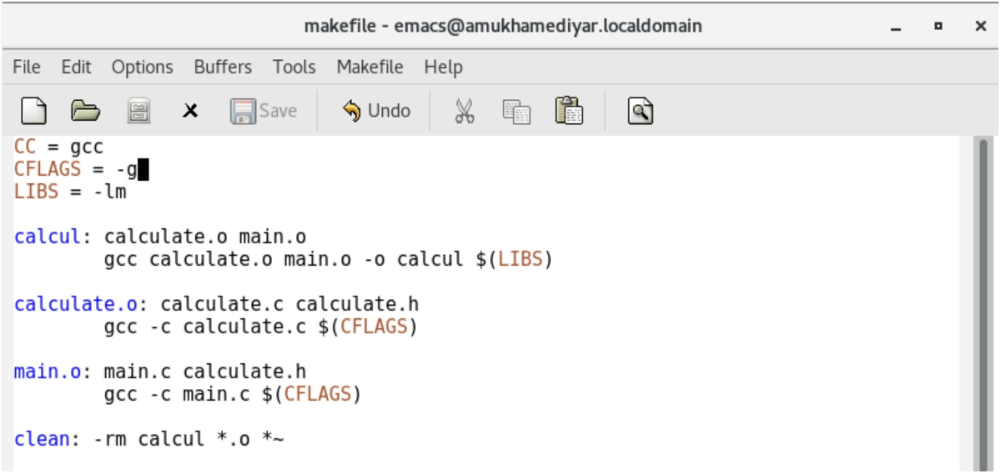 makefile - emacs@amukhamediyar.localdomain
File Edit Options Buffers Tools Makefile Help
Save Undo
CC = gcc
CFLAGS = -g
LIBS = -lm
calcul: calculate.o main.o
gcc calculate.o main.o -o calcul $(LIBS)
calculate.o: calculate.c calculate.h
gcc -c calculate.c $(CFLAGS)
main.o: main.c calculate.h
gcc -c main.c $(CFLAGS)
clean: -rm calcul *.o *~